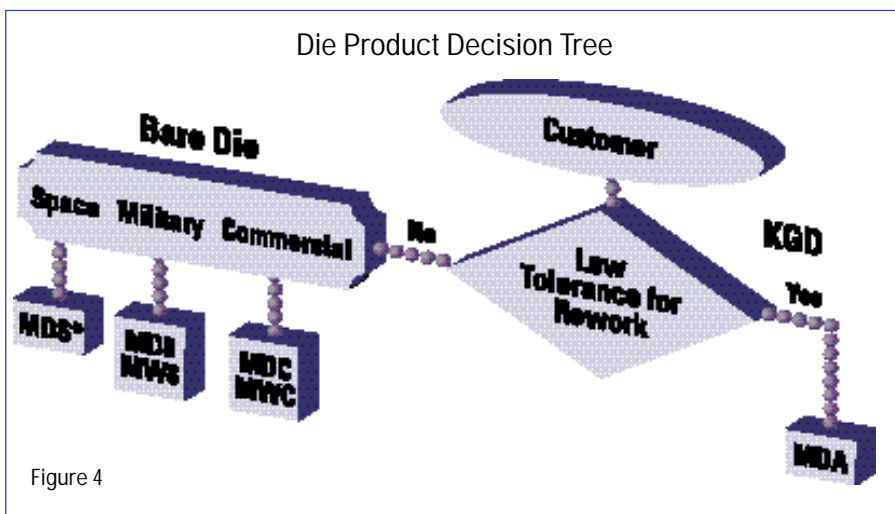 Die Product Decision Tree
Customer
Bare Die
Space Military Commercial
No
Low
Tolerance for
Rework
KGD
Yes
MDS*
MWS
MDC
MWC
MDA
Figure 4